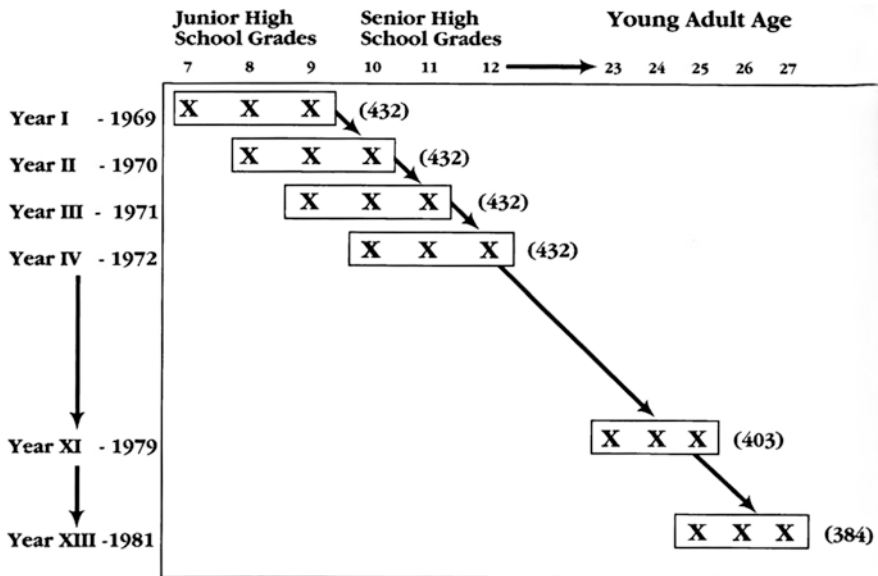 Junior High Senior High Young Adult Age
School Grades School Grades
7 8 9 10 11 12 23 24 25 26 27
Year I - 1969 X X X (432)
Year II - 1970 X X X (432)
Year III - 1971 X X X (432)
Year IV - 1972 X X X (432)
Year XI - 1979 X X X (403)
Year XIII -1981 X X X (384)